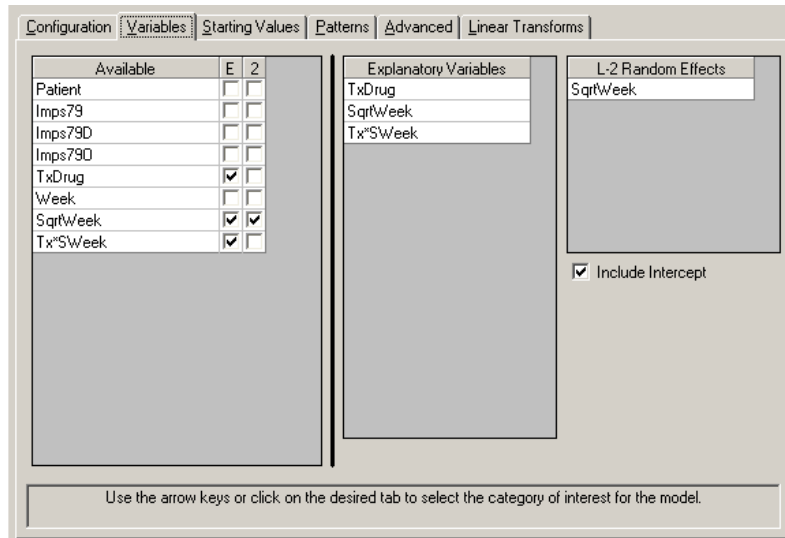 Configuration Variables Starting Values Patterns Advanced Linear Transforms
Available E 2
Patient
Imps79
Imps79D
Imps79O
TxDrug
Week
SqrtWeek
Tx*SWeek
Explanatory Variables
TxDrug
SqrtWeek
Tx*SWeek
L-2 Random Effects
SqrtWeek
Include Intercept
Use the arrow keys or click on the desired tab to select the category of interest for the model.